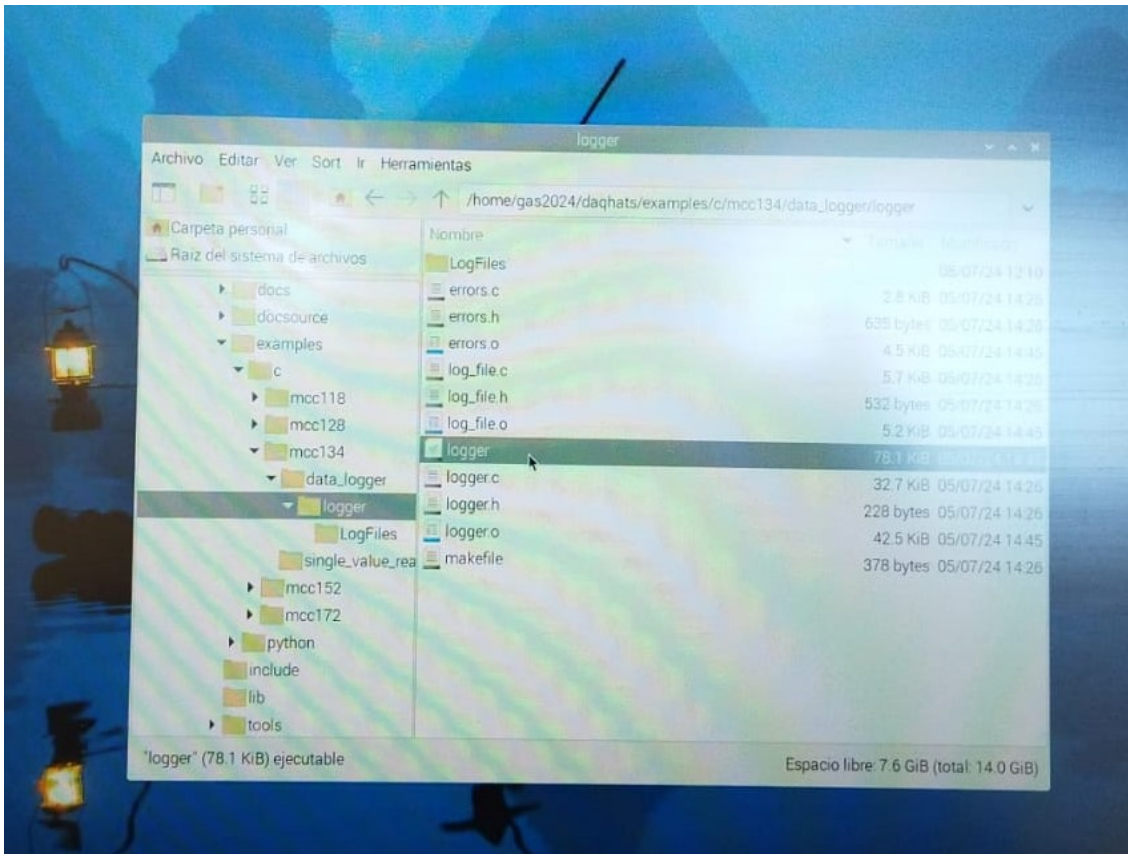 logger
Archivo Editar Ver Sort Ir Herramientas
/home/gas2024/daqhats/examples/c/mcc134/data_logger/logger
Carpeta personal
Raíz del sistema de archivos
docs
docsource
examples
c
mcc118
mcc128
mcc134
data_logger
logger
LogFiles
single_value_rea
mcc152
mcc172
python
include
lib
tools
Nombre Tamaño Modificado
LogFiles 08/07/24 12:10
errors.c 2.8 KiB 05/07/24 14:26
errors.h 635 bytes 05/07/24 14:26
errors.o 4.5 KiB 05/07/24 14:45
log_file.c 5.7 KiB 05/07/24 14:26
log_file.h 532 bytes 05/07/24 14:26
log_file.o 5.2 KiB 05/07/24 14:45
logger 78.1 KiB
logger.c 32.7 KiB 05/07/24 14:26
logger.h 228 bytes 05/07/24 14:26
logger.o 42.5 KiB 05/07/24 14:45
makefile 378 bytes 05/07/24 14:26
"logger" (78.1 KiB) ejecutable
Espacio libre: 7.6 GiB (total: 14.0 GiB)